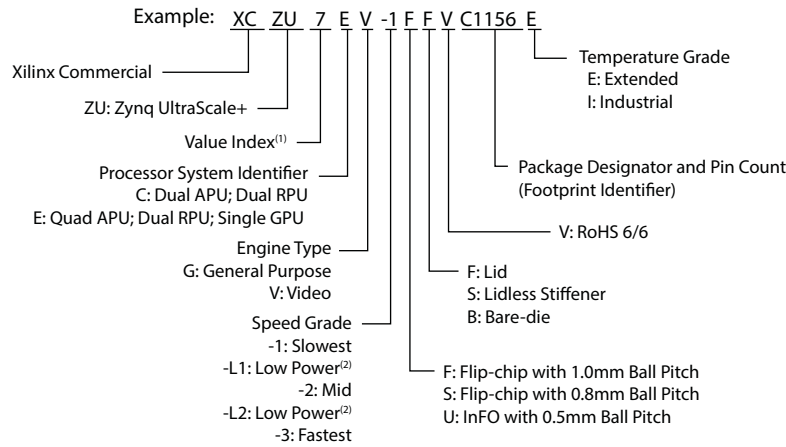 Example: XC ZU 7 E V -1 F F V C1156 E
Temperature Grade
E: Extended
I: Industrial
Xilinx Commercial
ZU: Zynq UltraScale+
Value Index(1)
Processor System Identifier
C: Dual APU; Dual RPU
E: Quad APU; Dual RPU; Single GPU
Package Designator and Pin Count
(Footprint Identifier)
V: RoHS 6/6
Engine Type
G: General Purpose
V: Video
F: Lid
S: Lidless Stiffener
B: Bare-die
Speed Grade
-1: Slowest
-L1: Low Power(2)
-2: Mid
-L2: Low Power(2)
-3: Fastest
F: Flip-chip with 1.0mm Ball Pitch
S: Flip-chip with 0.8mm Ball Pitch
U: InFO with 0.5mm Ball Pitch